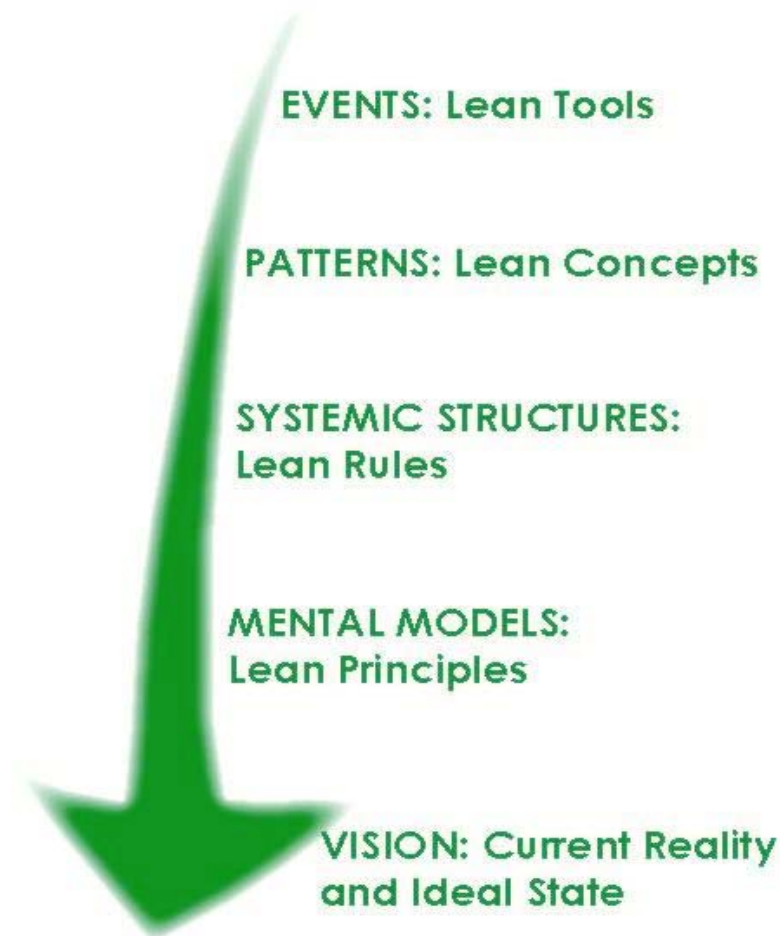 EVENTS: Lean Tools
PATTERNS: Lean Concepts
SYSTEMIC STRUCTURES:
Lean Rules
MENTAL MODELS:
Lean Principles
VISION: Current Reality
and Ideal State